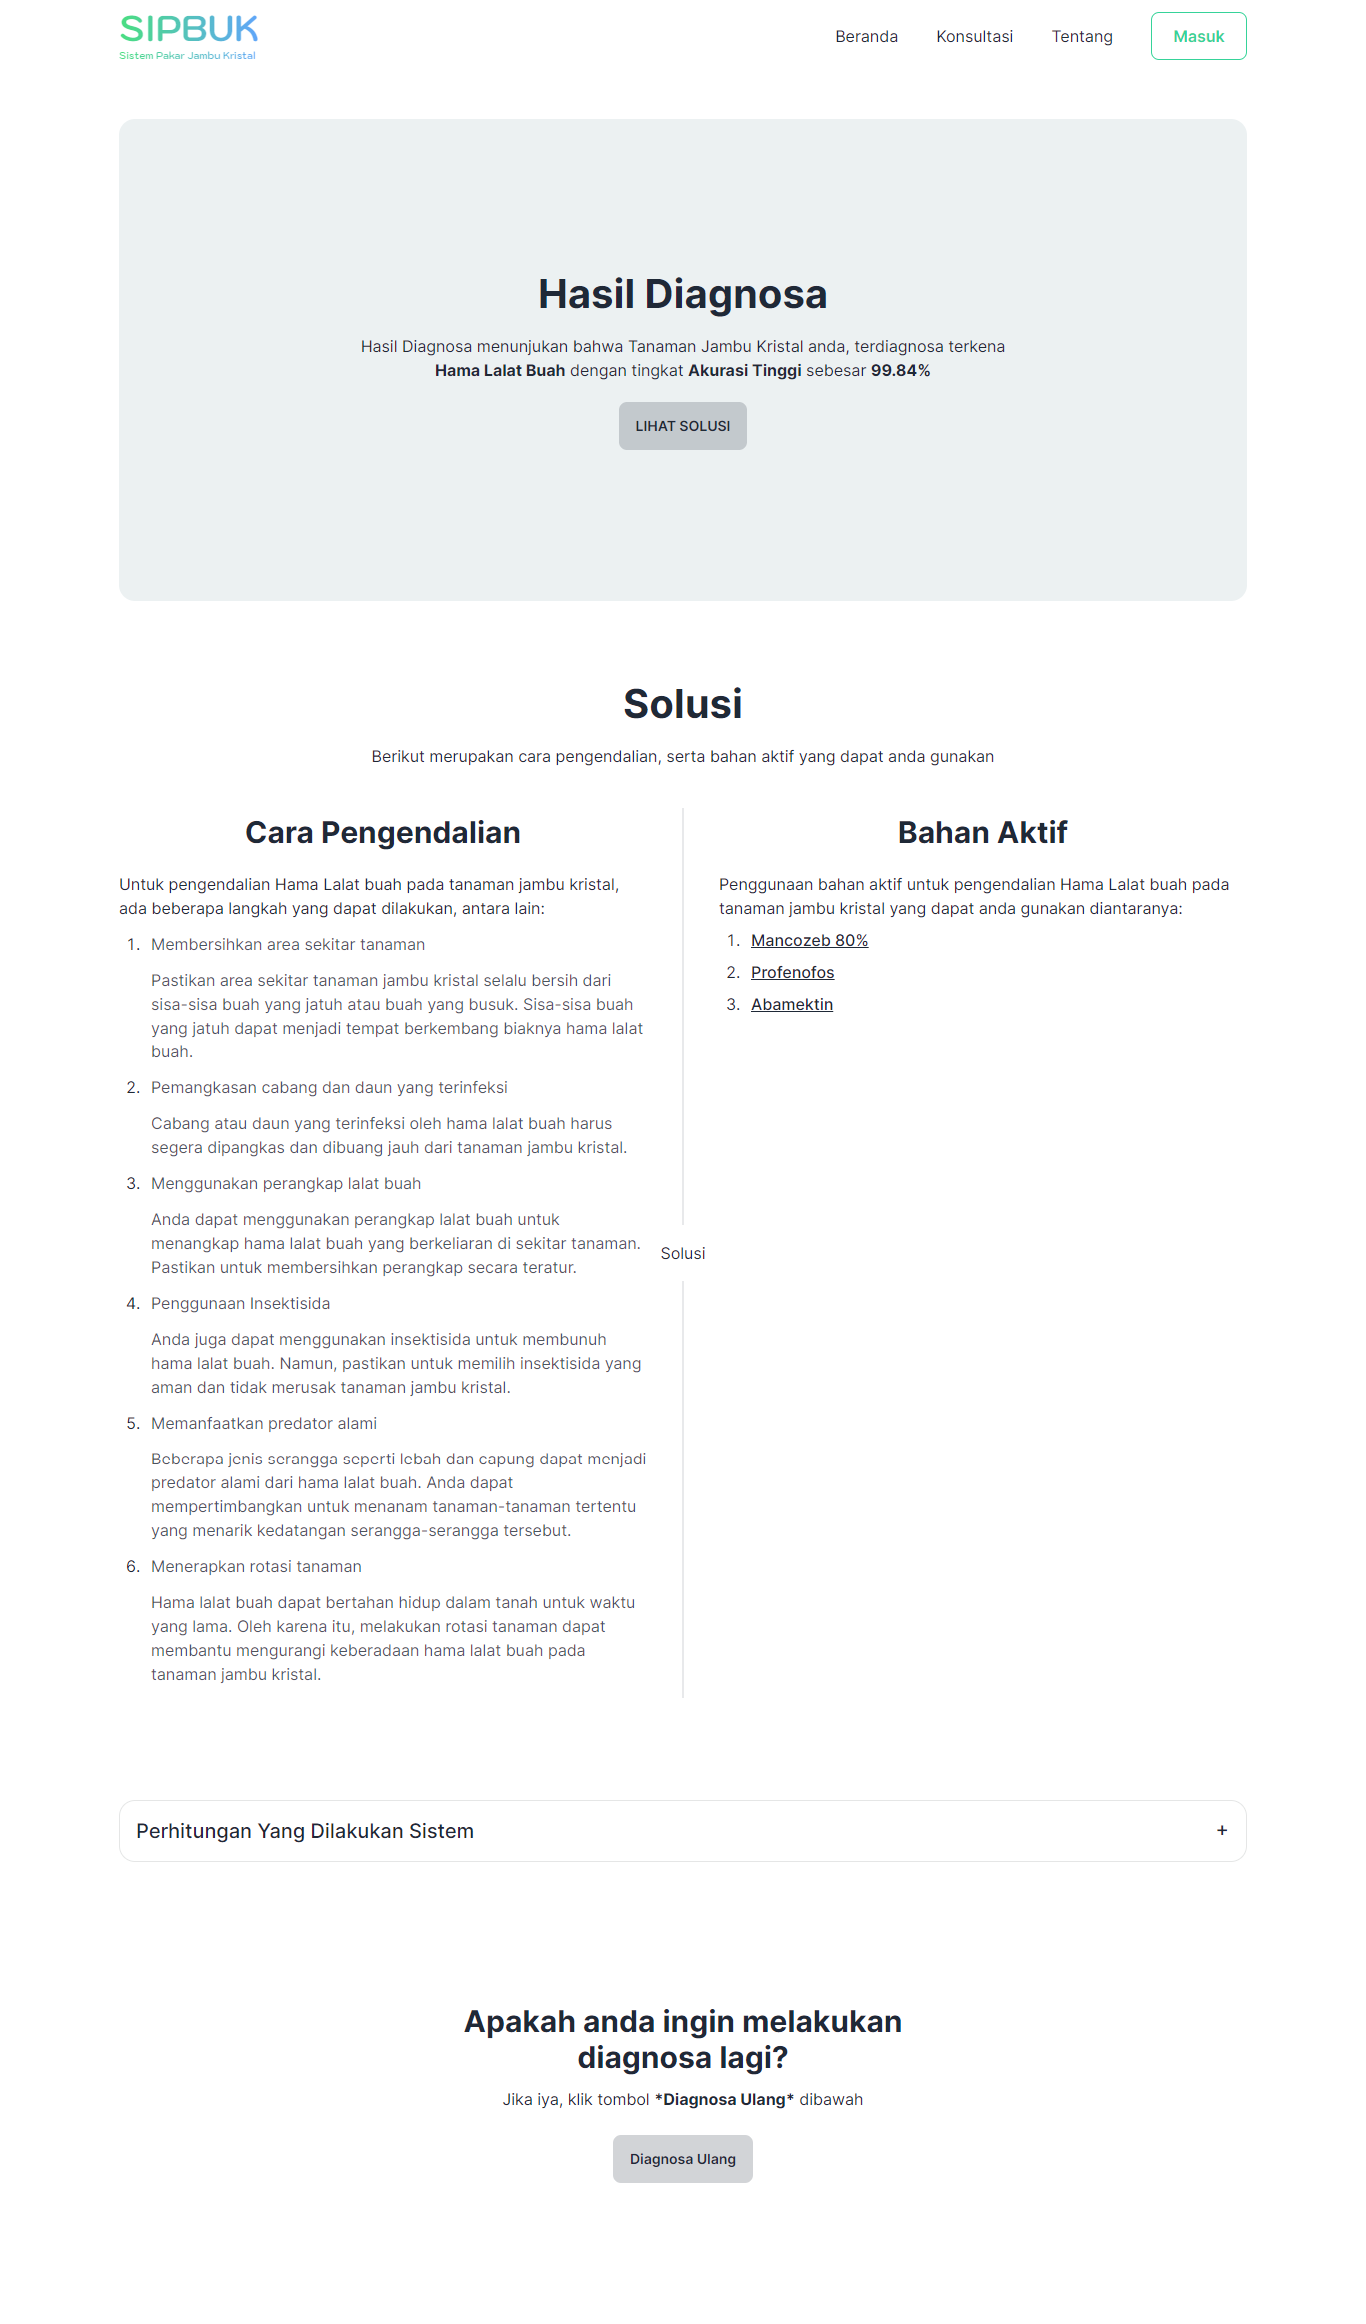 SIPBUK
Sistem Pakar Jambu Kristal
Beranda
Konsultasi
Tentang
Masuk
Hasil Diagnosa
Hasil Diagnosa menunjukan bahwa Tanaman Jambu Kristal anda, terdiagnosa terkena
Hama Lalat Buah dengan tingkat Akurasi Tinggi sebesar 99.84%
LIHAT SOLUSI
Solusi
Berikut merupakan cara pengendalian, serta bahan aktif yang dapat anda gunakan
Cara Pengendalian
Untuk pengendalian Hama Lalat buah pada tanaman jambu kristal,
ada beberapa langkah yang dapat dilakukan, antara lain:
1. Membersihkan area sekitar tanaman
Pastikan area sekitar tanaman jambu kristal selalu bersih dari
sisa-sisa buah yang jatuh atau buah yang busuk. Sisa-sisa buah
yang jatuh dapat menjadi tempat berkembang biaknya hama lalat
buah.
2. Pemangkasan cabang dan daun yang terinfeksi
Cabang atau daun yang terinfeksi oleh hama lalat buah harus
segera dipangkas dan dibuang jauh dari tanaman jambu kristal.
3. Menggunakan perangkap lalat buah
Anda dapat menggunakan perangkap lalat buah untuk
menangkap hama lalat buah yang berkeliaran di sekitar tanaman.
Pastikan untuk membersihkan perangkap secara teratur.
4. Penggunaan Insektisida
Anda juga dapat menggunakan insektisida untuk membunuh
hama lalat buah. Namun, pastikan untuk memilih insektisida yang
aman dan tidak merusak tanaman jambu kristal.
5. Memanfaatkan predator alami
Beberapa jenis serangga seperti lebah dan capung dapat menjadi
predator alami dari hama lalat buah. Anda dapat
mempertimbangkan untuk menanam tanaman-tanaman tertentu
yang menarik kedatangan serangga-serangga tersebut.
6. Menerapkan rotasi tanaman
Hama lalat buah dapat bertahan hidup dalam tanah untuk waktu
yang lama. Oleh karena itu, melakukan rotasi tanaman dapat
membantu mengurangi keberadaan hama lalat buah pada
tanaman jambu kristal.
Solusi
Bahan Aktif
Penggunaan bahan aktif untuk pengendalian Hama Lalat buah pada
tanaman jambu kristal yang dapat anda gunakan diantaranya:
1. Mancozeb 80%
2. Profenofos
3. Abamektin
Perhitungan Yang Dilakukan Sistem +
Apakah anda ingin melakukan
diagnosa lagi?
Jika iya, klik tombol *Diagnosa Ulang* dibawah
Diagnosa Ulang